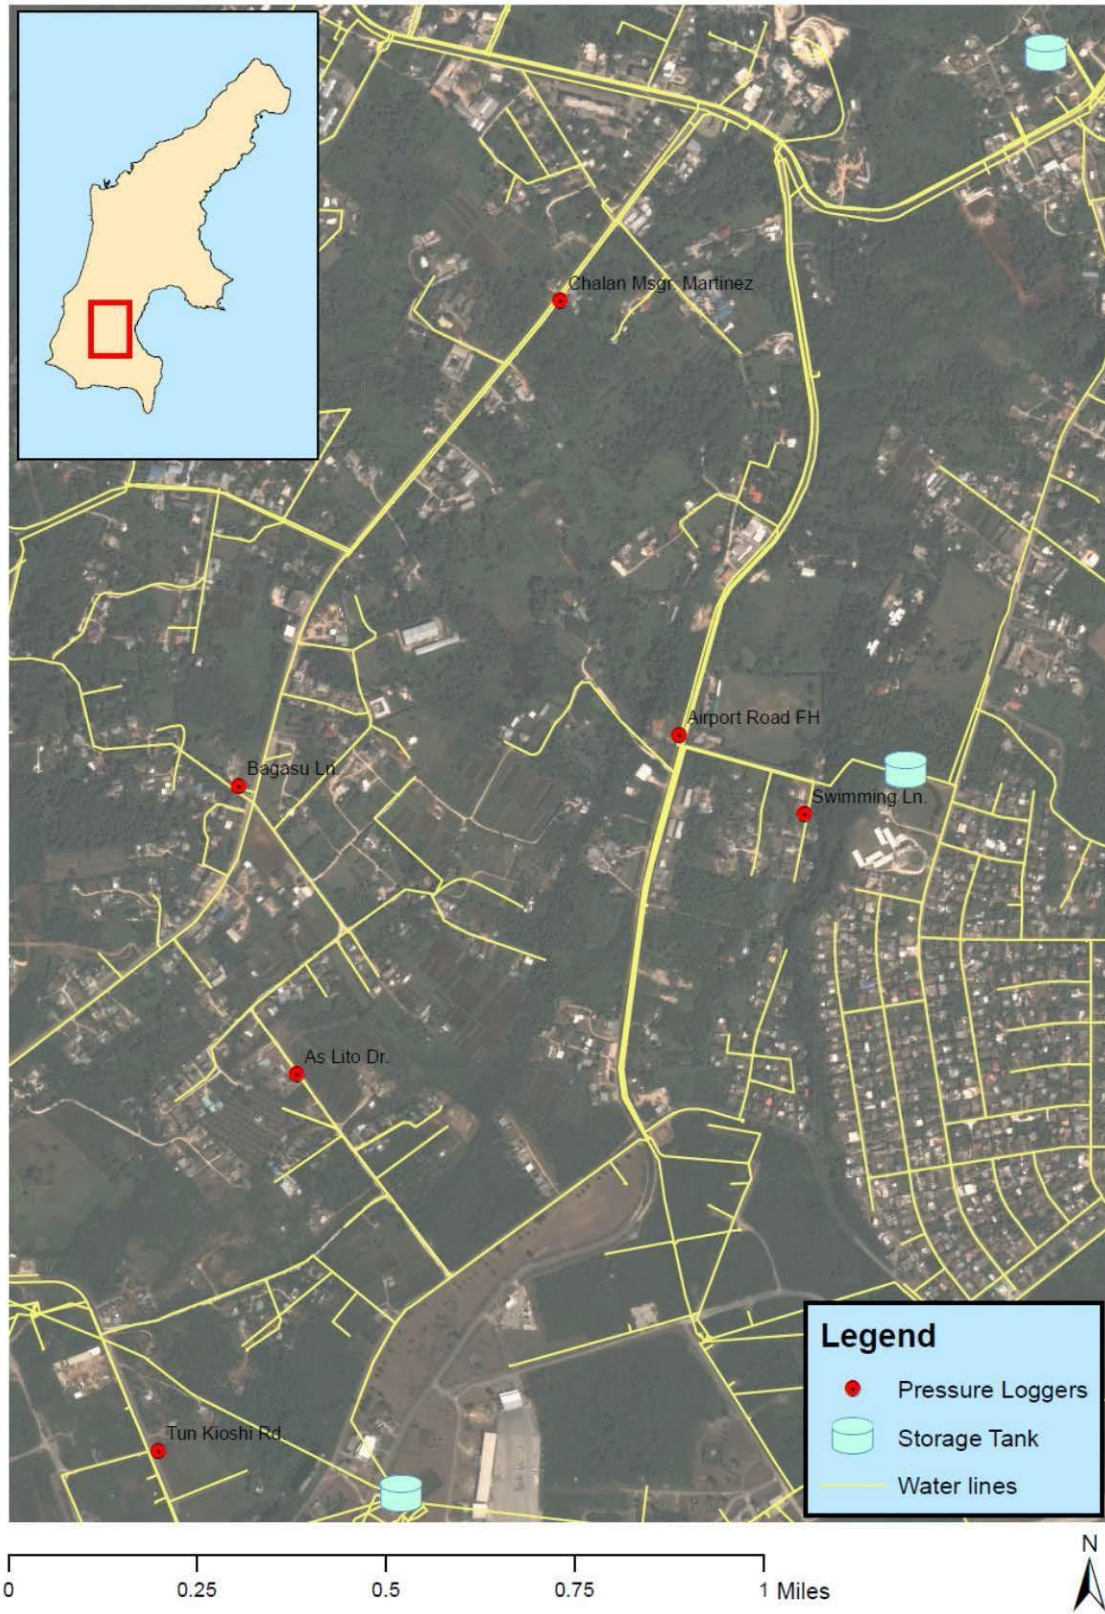 Chalan Msgr. Martinez
Airport Road FH
Bagasu Ln.
Swimming Ln.
As Lito Dr.
Tun Kioshi Rd.
Legend
Pressure Loggers
Storage Tank
Water lines
N
0 0.25 0.5 0.75 1 Miles